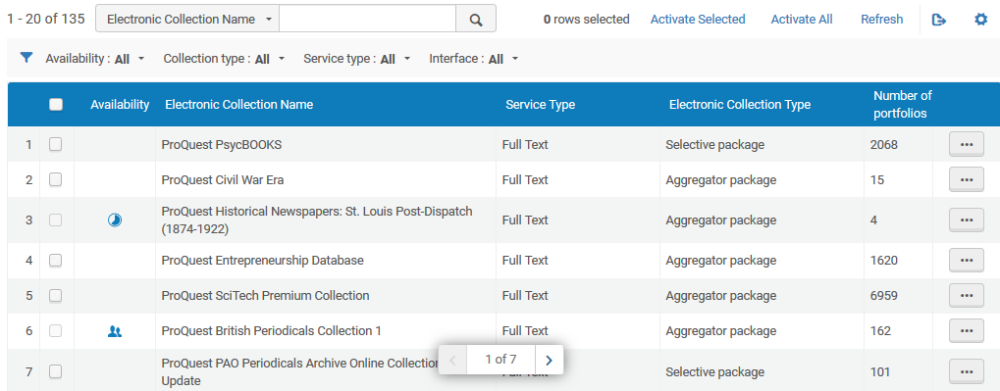 1 - 20 of 135 Electronic Collection Name 0 rows selected Activate Selected Activate All Refresh
Availability : All Collection type : All Service type : All Interface : All
Availability Electronic Collection Name Service Type Electronic Collection Type Number of portfolios
1 ProQuest PsycBOOKS Full Text Selective package 2068
2 ProQuest Civil War Era Full Text Aggregator package 15
3 ProQuest Historical Newspapers: St. Louis Post-Dispatch (1874-1922) Full Text Aggregator package 4
4 ProQuest Entrepreneurship Database Full Text Aggregator package 1620
5 ProQuest SciTech Premium Collection Full Text Aggregator package 6959
6 ProQuest British Periodicals Collection 1 Full Text Aggregator package 162
7 ProQuest PAO Periodicals Archive Online Collection Update Full Text Selective package 101
1 of 7